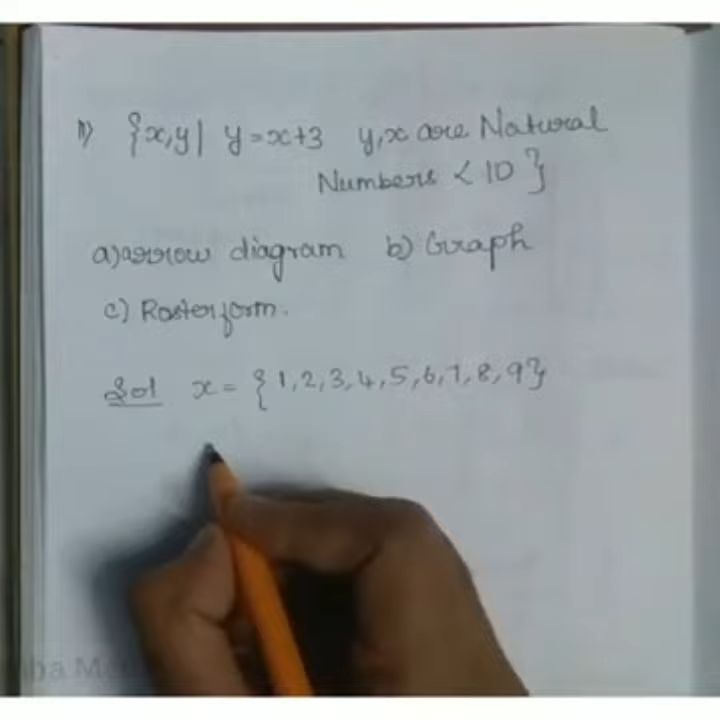 ii) {x,y| y=x+3 y,x are Natural
Numbers < 10}
a) arrow diagram b) Graph
c) Roster form.
Sol x = {1,2,3,4,5,6,7,8,9}